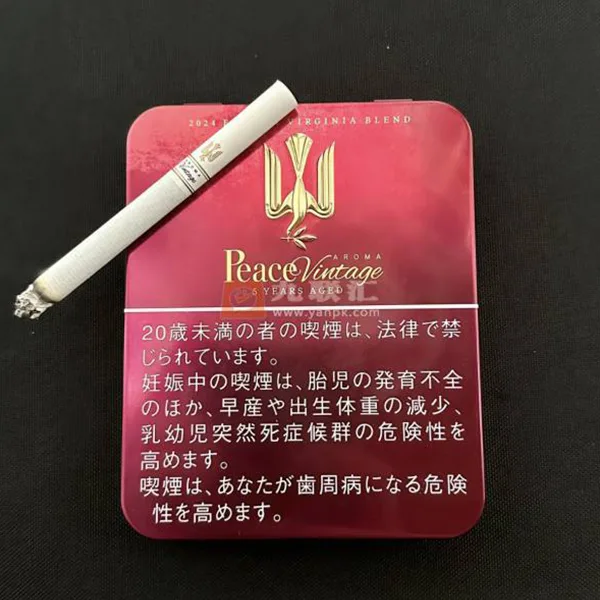 2024 VIRGINIA BLEND
AROMA
Peace Vintage
5 YEARS AGED
www.yanpk.com
20歳未満の者の喫煙は、法律で禁
じられています。
妊娠中の喫煙は、胎児の発育不全
のほか、早産や出生体重の減少、
乳幼児突然死症候群の危険性を
高めます。
喫煙は、あなたが歯周病になる危険
性を高めます。